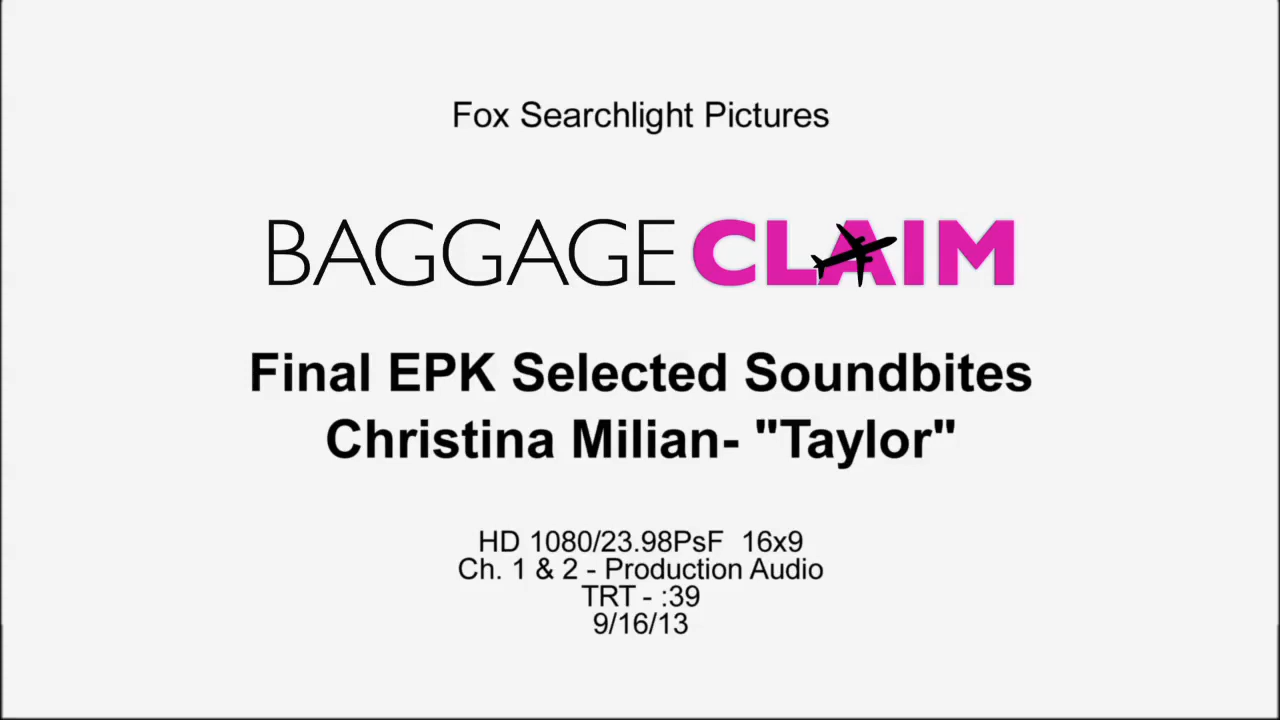 Fox Searchlight Pictures
BAGGAGE CLAIM
Final EPK Selected Soundbites
Christina Milian- "Taylor"
HD 1080/23.98PsF  16x9
Ch. 1 & 2 - Production Audio
TRT - :39
9/16/13